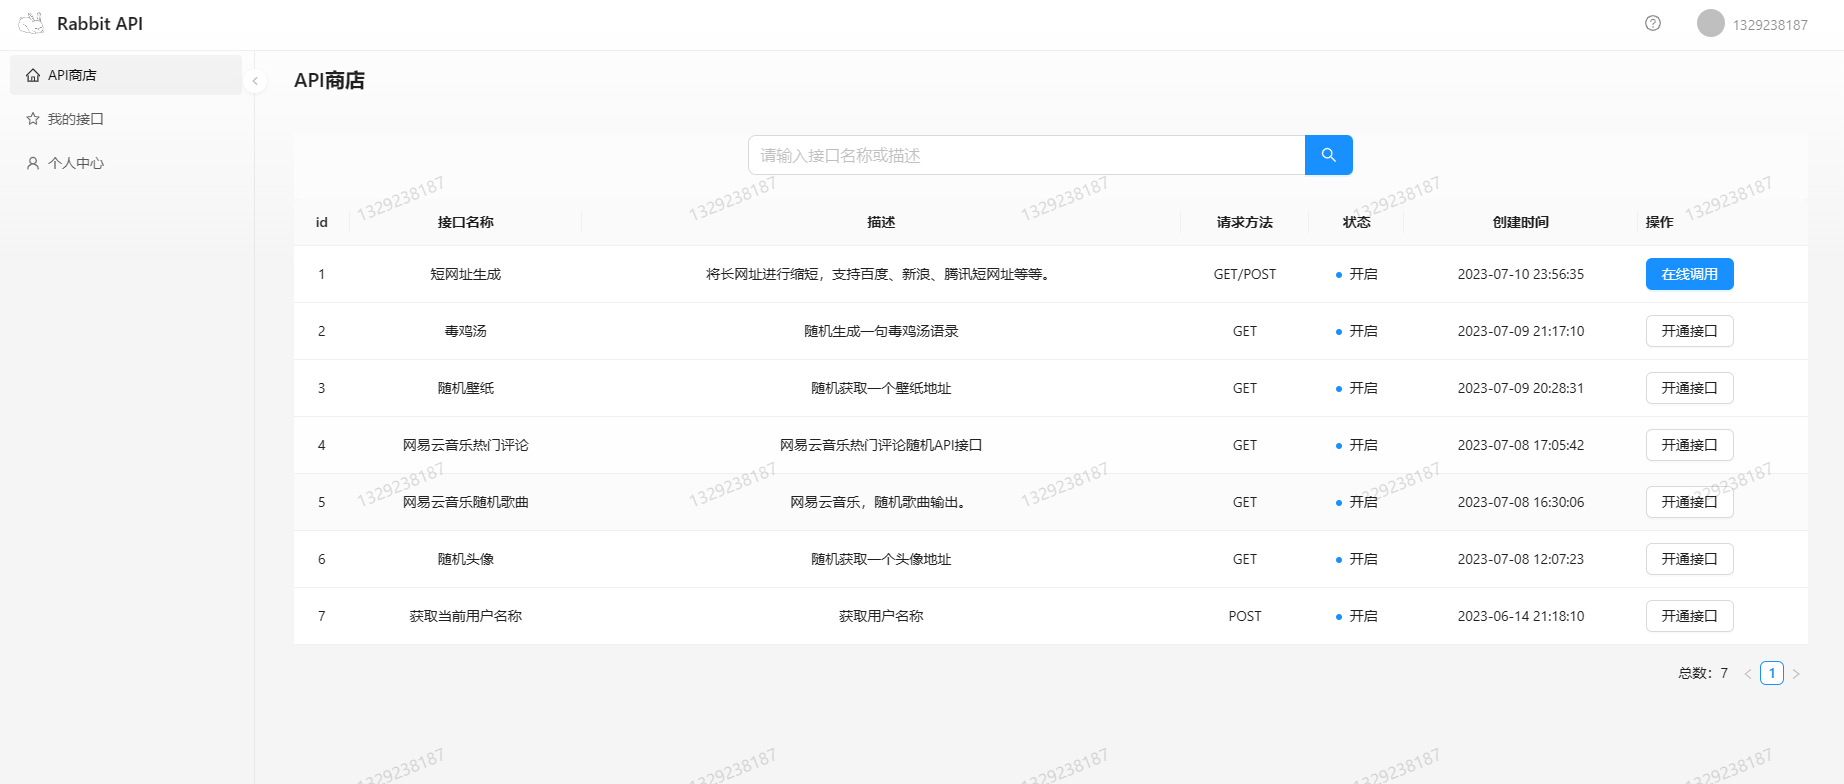 Rabbit API
1329238187
API商店
我的接口
个人中心
API商店
请输入接口名称或描述
1329238187 1329238187 1329238187 1329238187 1329238187
id 接口名称 描述 请求方法 状态 创建时间 操作
1 短网址生成 将长网址进行缩短，支持百度、新浪、腾讯短网址等等。 GET/POST 开启 2023-07-10 23:56:35 在线调用
2 毒鸡汤 随机生成一句毒鸡汤语录 GET 开启 2023-07-09 21:17:10 开通接口
3 随机壁纸 随机获取一个壁纸地址 GET 开启 2023-07-09 20:28:31 开通接口
4 网易云音乐热门评论 网易云音乐热门评论随机API接口 GET 开启 2023-07-08 17:05:42 开通接口
1329238187 1329238187 1329238187 1329238187 1329238187
5 网易云音乐随机歌曲 网易云音乐，随机歌曲输出。 GET 开启 2023-07-08 16:30:06 开通接口
6 随机头像 随机获取一个头像地址 GET 开启 2023-07-08 12:07:23 开通接口
7 获取当前用户名称 获取用户名称 POST 开启 2023-06-14 21:18:10 开通接口
总数：7 < 1 >
1329238187 1329238187 1329238187 1329238187 1329238187